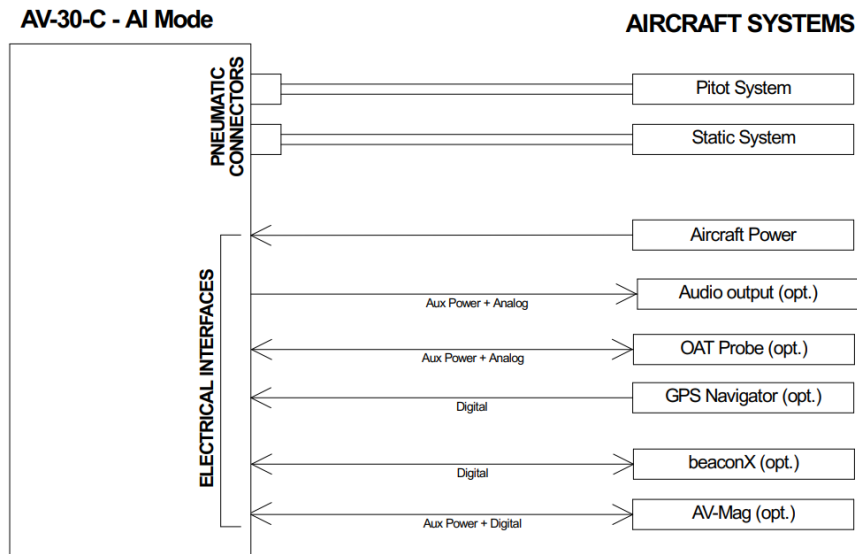 AV-30-C - AI Mode
AIRCRAFT SYSTEMS
PNEUMATIC
CONNECTORS
Pitot System
Static System
ELECTRICAL INTERFACES
Aircraft Power
Audio output (opt.)
Aux Power + Analog
OAT Probe (opt.)
Aux Power + Analog
GPS Navigator (opt.)
Digital
beaconX (opt.)
Digital
AV-Mag (opt.)
Aux Power + Digital